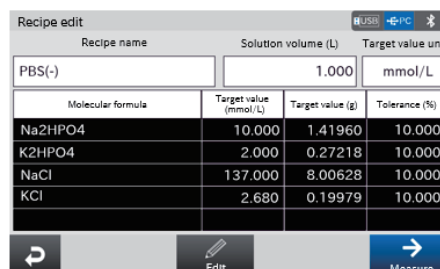 Recipe edit USB PC
Recipe name Solution volume (L) Target value un
PBS(-) 1.000 mmol/L
Molecular formula Target value (mmol/L) Target value (g) Tolerance (%)
Na2HPO4 10.000 1.41960 10.000
K2HPO4 2.000 0.27218 10.000
NaCl 137.000 8.00628 10.000
KCl 2.680 0.19979 10.000
Edit Measure